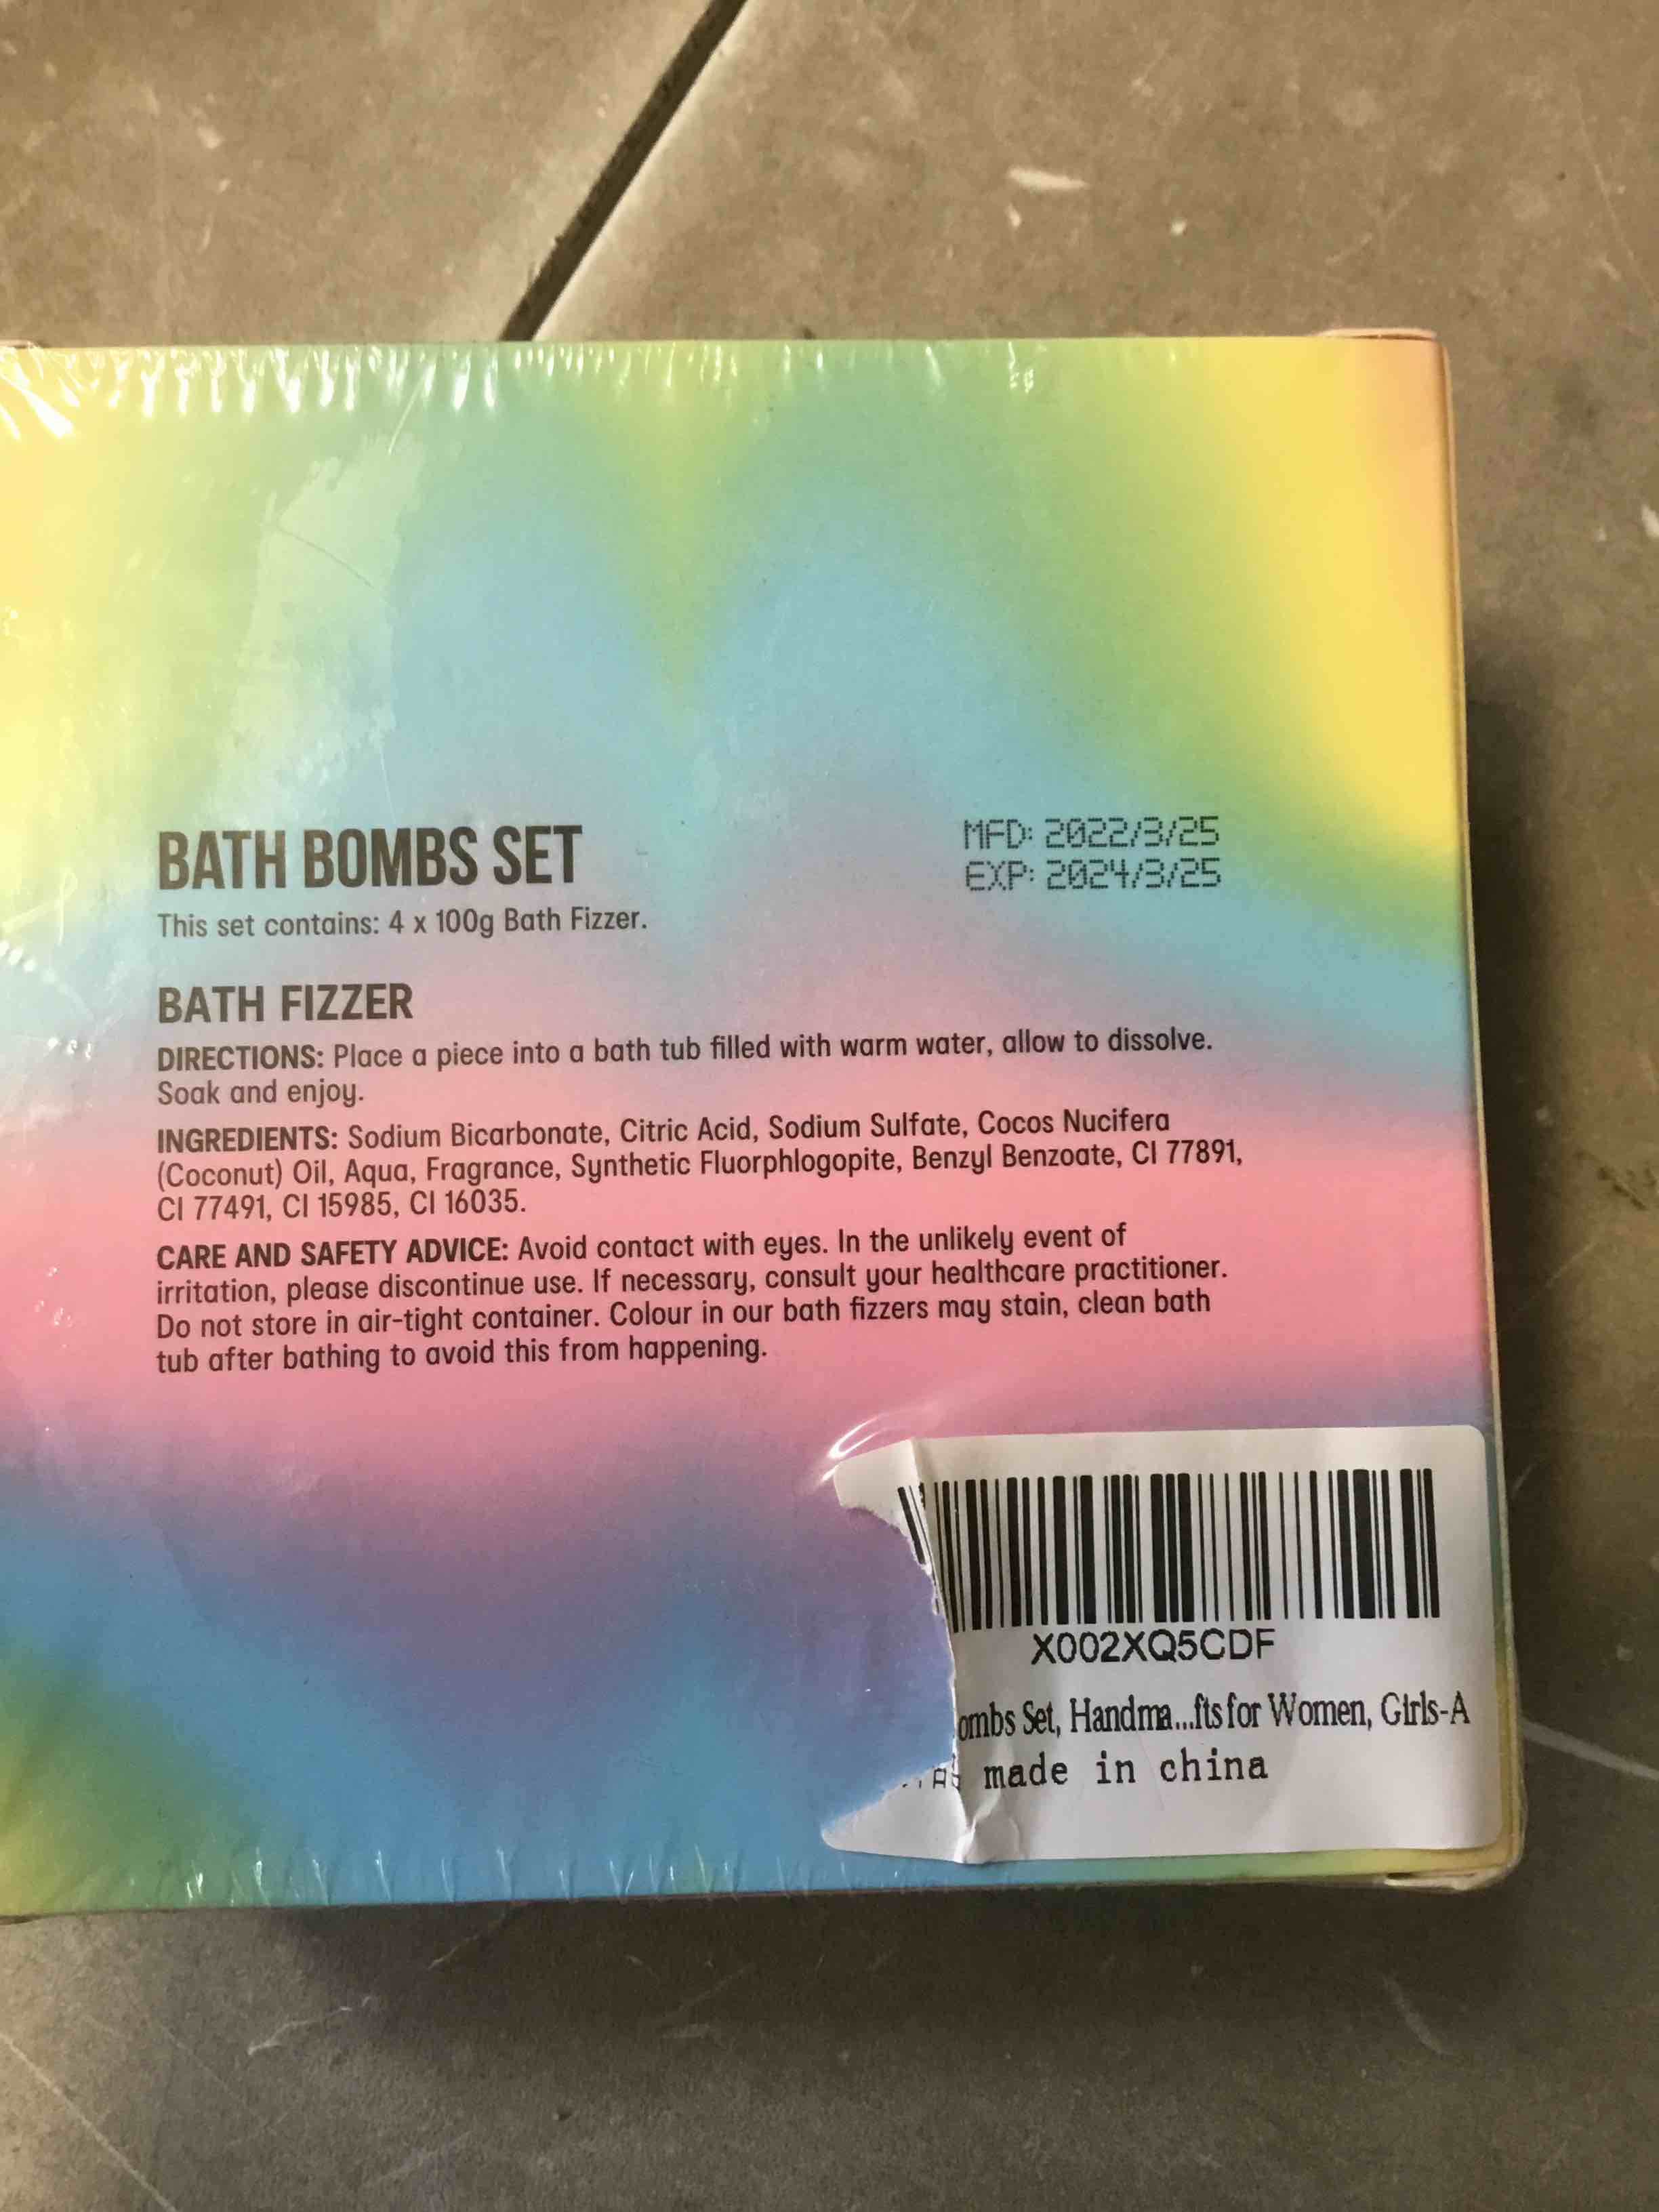 BATH BOMBS SET
MFD: 2022/3/25
EXP: 2024/3/25
This set contains: 4 x 100g Bath Fizzer.
BATH FIZZER
DIRECTIONS: Place a piece into a bath tub filled with warm water, allow to dissolve.
Soak and enjoy.
INGREDIENTS: Sodium Bicarbonate, Citric Acid, Sodium Sulfate, Cocos Nucifera
(Coconut) Oil, Aqua, Fragrance, Synthetic Fluorphlogopite, Benzyl Benzoate, CI 77891,
CI 77491, CI 15985, CI 16035.
CARE AND SAFETY ADVICE: Avoid contact with eyes. In the unlikely event of
irritation, please discontinue use. If necessary, consult your healthcare practitioner.
Do not store in air-tight container. Colour in our bath fizzers may stain, clean bath
tub after bathing to avoid this from happening.
X002XQ5CDF
ombs Set, Handma...fts for Women, Girls-A
made in china